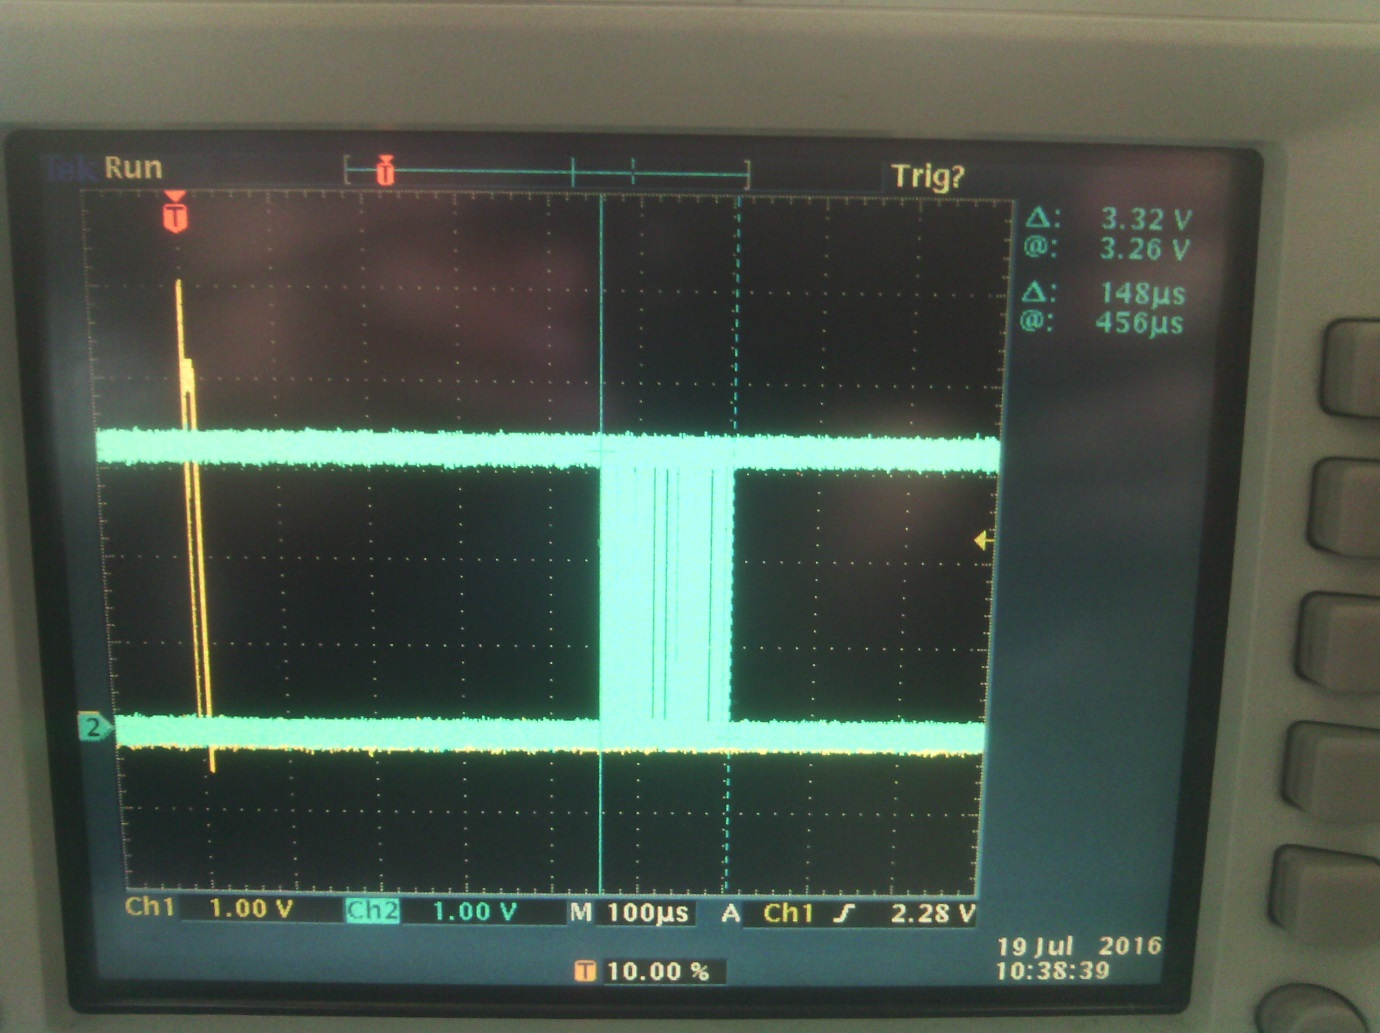 Tek Run Trig?
T
T
Δ: 3.32 V
@: 3.26 V
Δ: 148µs
@: 456µs
2
Ch1 1.00 V Ch2 1.00 V M 100µs A Ch1 2.28 V
19 Jul 2016
T 10.00 % 10:38:39